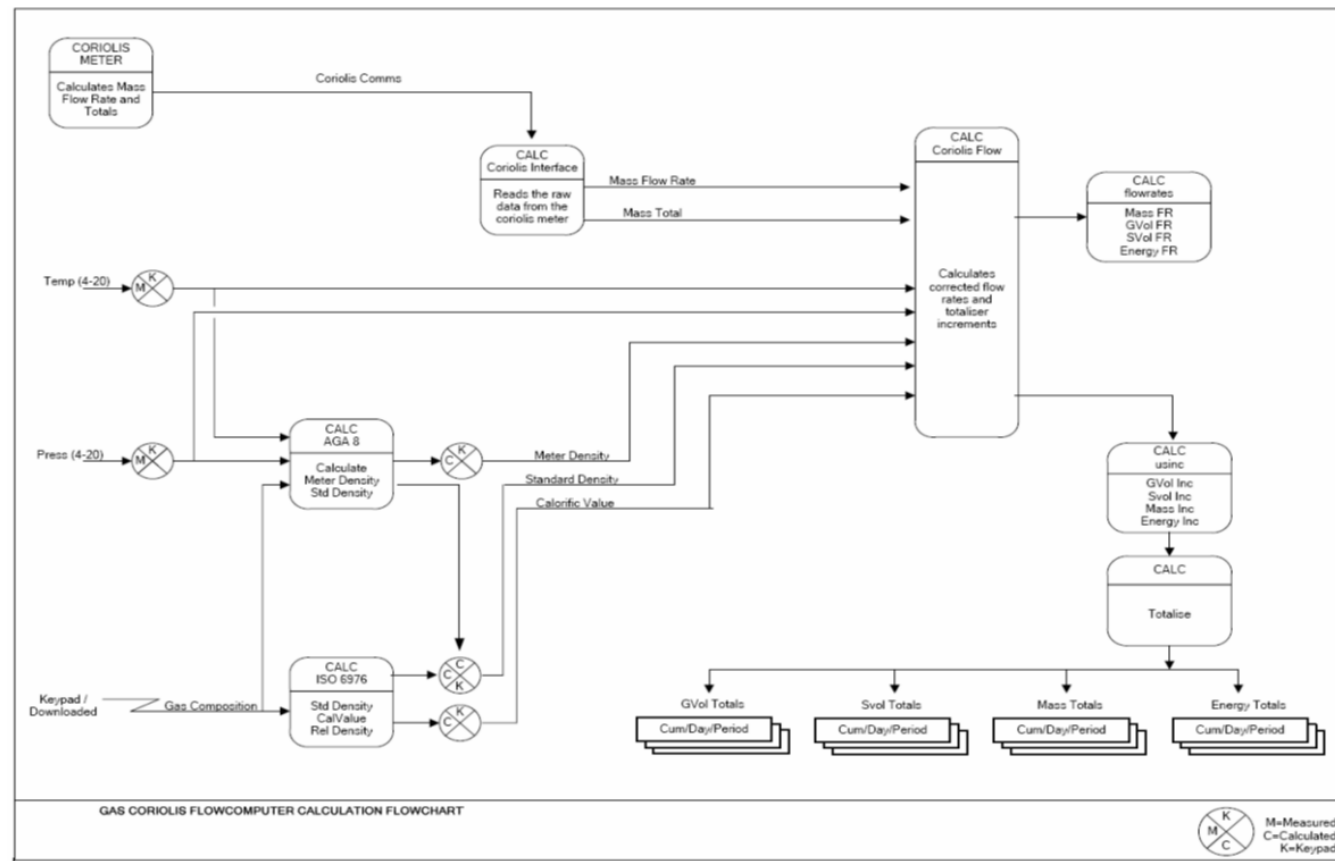 CORIOLIS
METER
Calculates Mass
Flow Rate and
Totals
Coriolis Comms
CALC
Coriolis Interface
Reads the raw
data from the
coriolis meter
Mass Flow Rate
Mass Total
CALC
Coriolis Flow
Calculates
corrected flow
rates and
totaliser
increments
CALC
flowrates
Mass FR
GVol FR
SVol FR
Energy FR
Temp (4-20)
K
M
Press (4-20)
K
M
CALC
AGA 8
Calculate
Meter Density
Std Density
K
C
Meter Density
Standard Density
Calorific Value
CALC
usinc
GVol Inc
Svol Inc
Mass Inc
Energy Inc
CALC
Totalise
Keypad /
Downloaded
Gas Composition
CALC
ISO 6976
Std Density
CalValue
Rel Density
C
C
K
K
C
GVol Totals
Cum/Day/Period
Svol Totals
Cum/Day/Period
Mass Totals
Cum/Day/Period
Energy Totals
Cum/Day/Period
GAS CORIOLIS FLOWCOMPUTER CALCULATION FLOWCHART
K
M
C
M=Measured
C=Calculated
K=Keypad